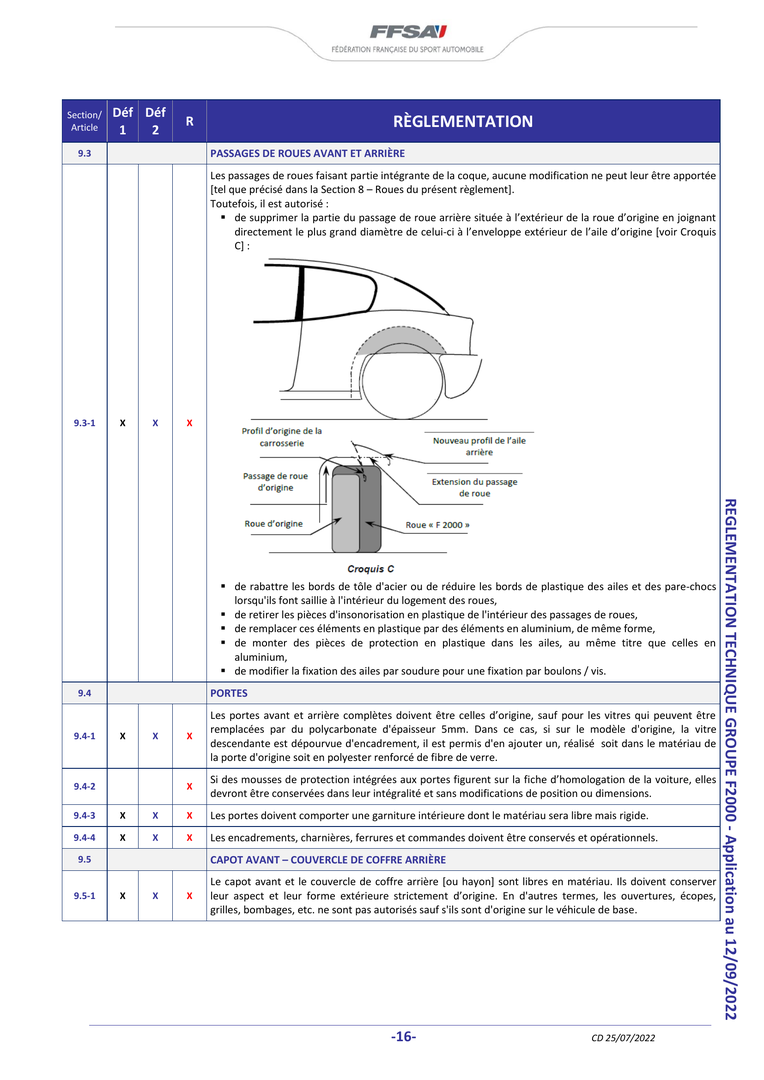 FFSA
FÉDÉRATION FRANÇAISE DU SPORT AUTOMOBILE
Section/
Article
Déf
1
Déf
2
R
RÈGLEMENTATION
9.3
PASSAGES DE ROUES AVANT ET ARRIÈRE
9.3-1
X
X
X
Les passages de roues faisant partie intégrante de la coque, aucune modification ne peut leur être apportée
[tel que précisé dans la Section 8 – Roues du présent règlement].
Toutefois, il est autorisé :
▪ de supprimer la partie du passage de roue arrière située à l’extérieur de la roue d’origine en joignant
directement le plus grand diamètre de celui-ci à l’enveloppe extérieur de l’aile d’origine [voir Croquis
C] :
Profil d’origine de la
carrosserie
Nouveau profil de l’aile
arrière
Passage de roue
d’origine
Extension du passage
de roue
Roue d’origine
Roue « F 2000 »
Croquis C
▪ de rabattre les bords de tôle d'acier ou de réduire les bords de plastique des ailes et des pare-chocs
lorsqu'ils font saillie à l'intérieur du logement des roues,
▪ de retirer les pièces d'insonorisation en plastique de l'intérieur des passages de roues,
▪ de remplacer ces éléments en plastique par des éléments en aluminium, de même forme,
▪ de monter des pièces de protection en plastique dans les ailes, au même titre que celles en
aluminium,
▪ de modifier la fixation des ailes par soudure pour une fixation par boulons / vis.
9.4
PORTES
9.4-1
X
X
X
Les portes avant et arrière complètes doivent être celles d’origine, sauf pour les vitres qui peuvent être
remplacées par du polycarbonate d'épaisseur 5mm. Dans ce cas, si sur le modèle d'origine, la vitre
descendante est dépourvue d'encadrement, il est permis d'en ajouter un, réalisé soit dans le matériau de
la porte d'origine soit en polyester renforcé de fibre de verre.
9.4-2
X
Si des mousses de protection intégrées aux portes figurent sur la fiche d’homologation de la voiture, elles
devront être conservées dans leur intégralité et sans modifications de position ou dimensions.
9.4-3
X
X
X
Les portes doivent comporter une garniture intérieure dont le matériau sera libre mais rigide.
9.4-4
X
X
X
Les encadrements, charnières, ferrures et commandes doivent être conservés et opérationnels.
9.5
CAPOT AVANT – COUVERCLE DE COFFRE ARRIÈRE
9.5-1
X
X
X
Le capot avant et le couvercle de coffre arrière [ou hayon] sont libres en matériau. Ils doivent conserver
leur aspect et leur forme extérieure strictement d’origine. En d'autres termes, les ouvertures, écopes,
grilles, bombages, etc. ne sont pas autorisés sauf s'ils sont d'origine sur le véhicule de base.
REGLEMENTATION TECHNIQUE GROUPE F2000 - Application au 12/09/2022
-16-
CD 25/07/2022